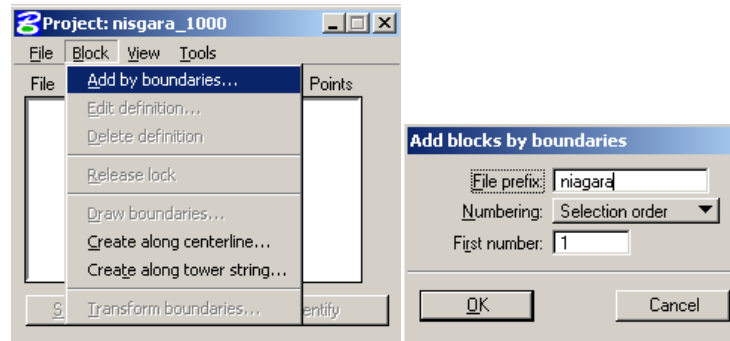 Project: nisgara_1000
File Block View Tools
File Points
Add by boundaries...
Edit definition...
Delete definition
Release lock
Draw boundaries...
Create along centerline...
Create along tower string...
Transform boundaries...
S entify
Add blocks by boundaries
File prefix: niagara
Numbering: Selection order
First number: 1
OK Cancel